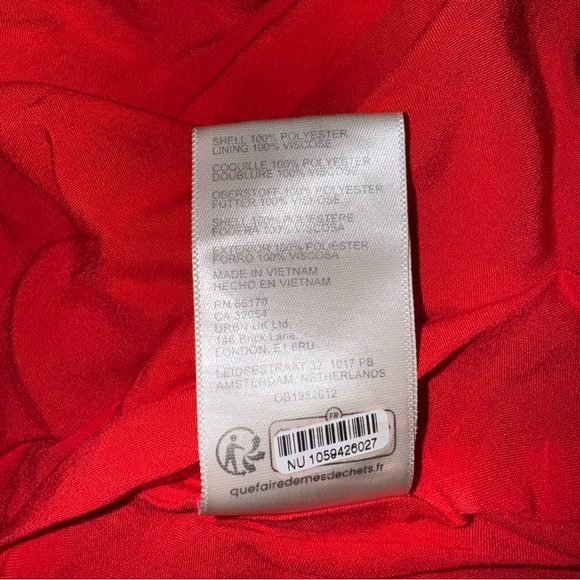 SHELL 100% POLYESTER
LINING 100% VISCOSE
COQUILLE 100% POLYESTER
DOUBLURE 100% VISCOSE
OBERSTOFF 100% POLYESTER
FUTTER 100% VISKOSE
SHELL 100% POLIESTERE
FODERA 100% VISCOSA
EXTERIOR 100% POLIESTER
FORRO 100% VISCOSE
MADE IN VIETNAM
HECHO EN VIETNAM
RN 66170
CA 32054
URBN UK Ltd.
146 Brick Lane,
LONDON, E1 6RU
LEIDSESTRAAT 32, 1017 PB
AMSTERDAM, NETHERLANDS
OB1982612
FR
NU 1059426027
quefairedemesdechets.fr